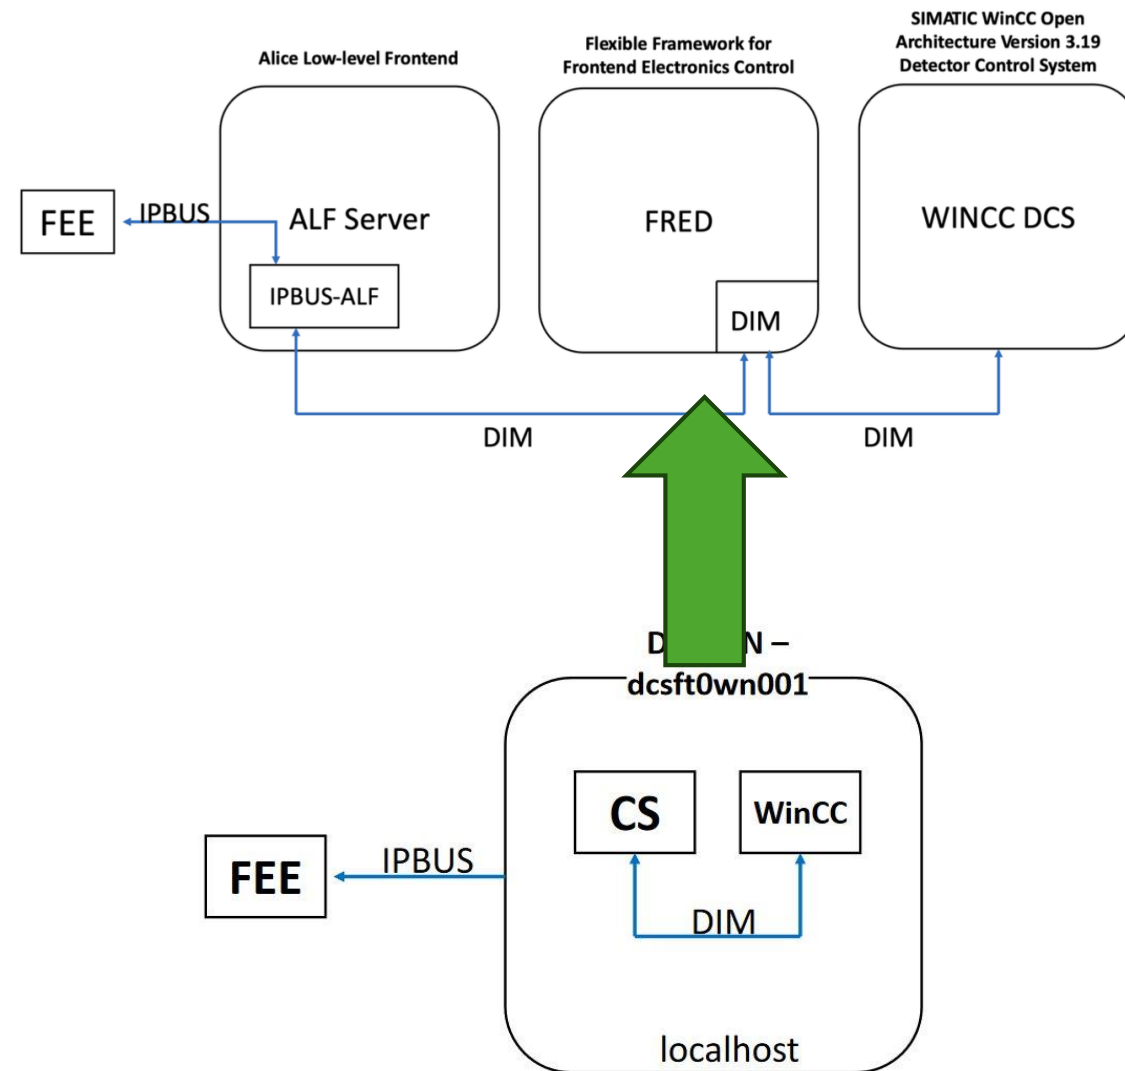 SIMATIC WinCC Open
Architecture Version 3.19
Detector Control System
Flexible Framework for
Frontend Electronics Control
Alice Low-level Frontend
FEE
IPBUS
ALF Server
IPBUS-ALF
FRED
DIM
WINCC DCS
DIM
DIM
–
dcsft0wn001
CS
WinCC
FEE
IPBUS
DIM
localhost